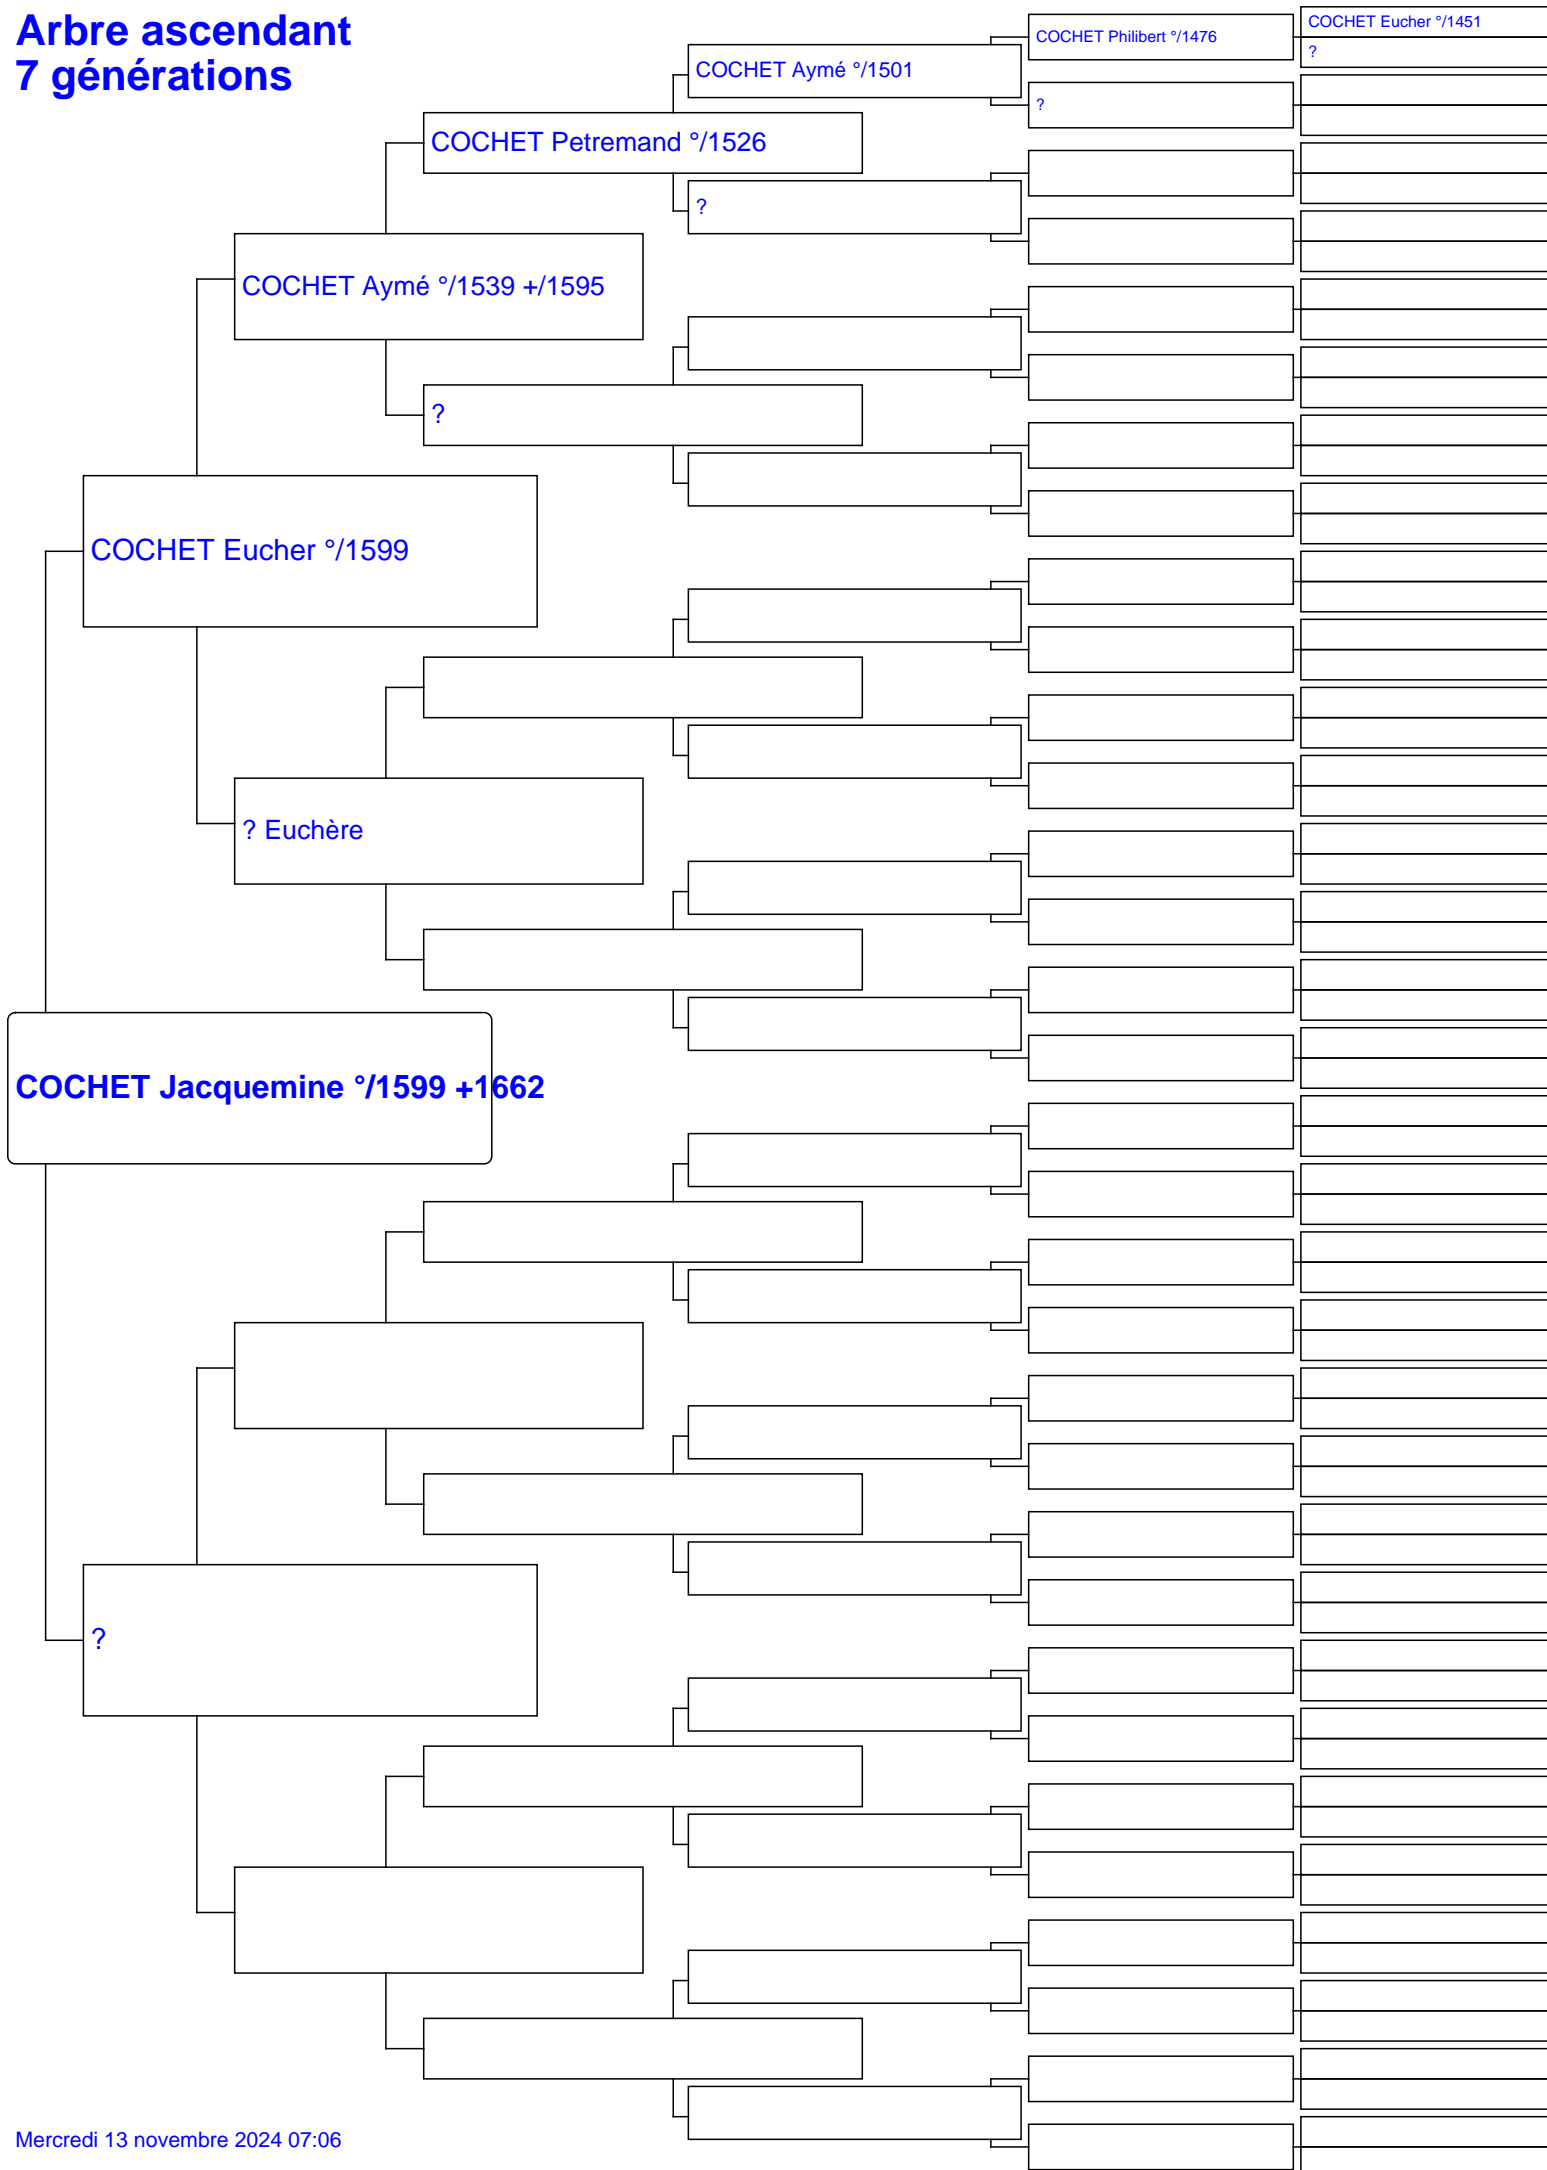 Arbre ascendant
7 générations
COCHET Eucher °/1451
?
COCHET Philibert °/1476
?
COCHET Aymé °/1501
?
COCHET Petremand °/1526
?
COCHET Aymé °/1539 +/1595
COCHET Eucher °/1599
? Euchère
COCHET Jacquemine °/1599 +1662
?
Mercredi 13 novembre 2024 07:06